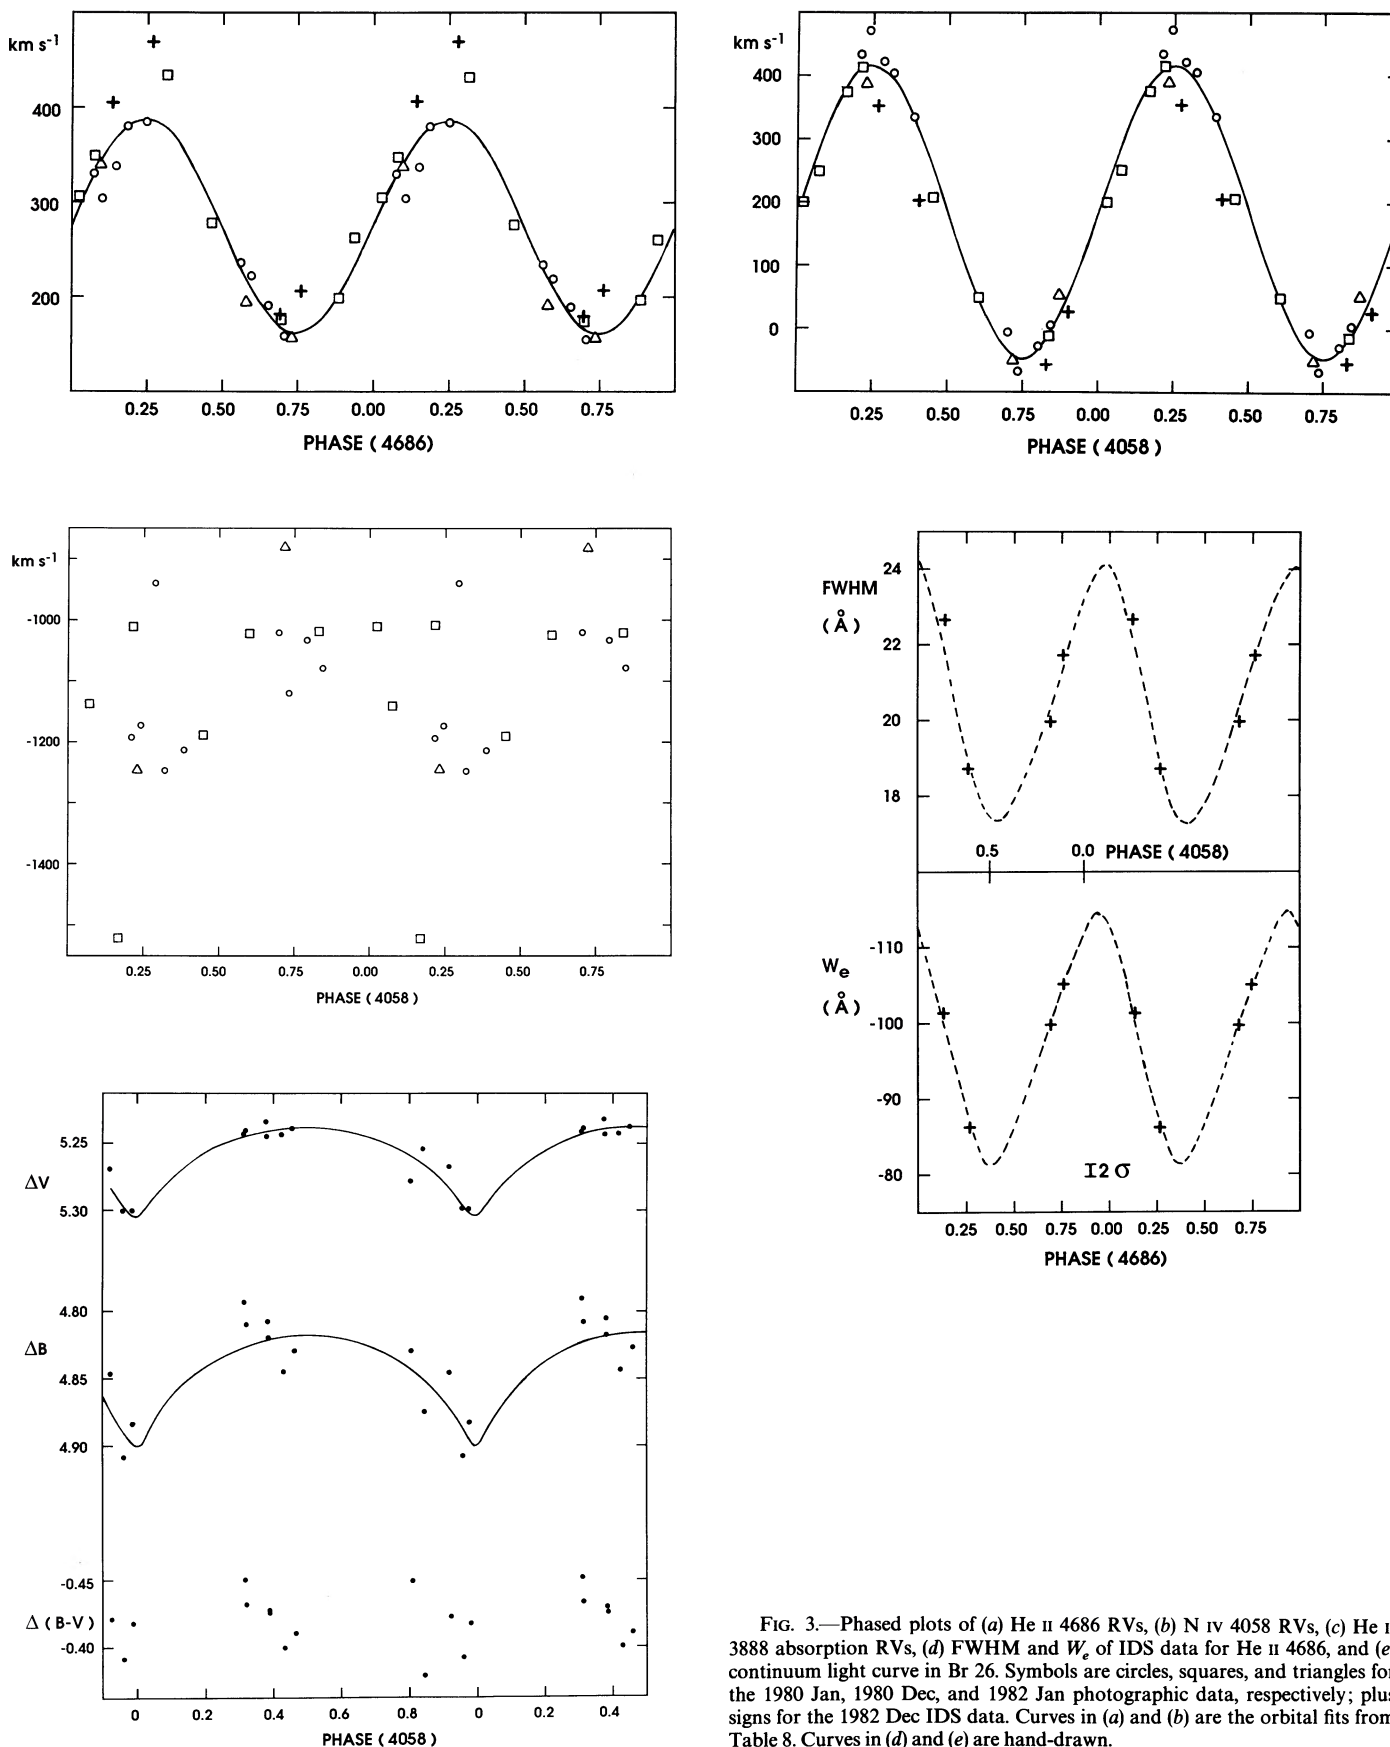 km s⁻¹
400
300
200
0.25 0.50 0.75 0.00 0.25 0.50 0.75
PHASE ( 4686)
km s⁻¹
400
300
200
100
0
0.25 0.50 0.75 0.00 0.25 0.50 0.75
PHASE ( 4058 )
km s⁻¹
-1000
-1200
-1400
0.25 0.50 0.75 0.00 0.25 0.50 0.75
PHASE ( 4058 )
FWHM
(Å)
24
22
20
18
0.5 0.0 PHASE ( 4058)
We
(Å)
-110
-100
-90
-80
I2 σ
0.25 0.50 0.75 0.00 0.25 0.50 0.75
PHASE ( 4686)
ΔV
5.25
5.30
ΔB
4.80
4.85
4.90
Δ ( B-V )
-0.45
-0.40
0 0.2 0.4 0.6 0.8 0 0.2 0.4
PHASE ( 4058)
FIG. 3.—Phased plots of (a) He II 4686 RVs, (b) N IV 4058 RVs, (c) He I
3888 absorption RVs, (d) FWHM and We of IDS data for He II 4686, and (e
continuum light curve in Br 26. Symbols are circles, squares, and triangles for
the 1980 Jan, 1980 Dec, and 1982 Jan photographic data, respectively; plus
signs for the 1982 Dec IDS data. Curves in (a) and (b) are the orbital fits from
Table 8. Curves in (d) and (e) are hand-drawn.